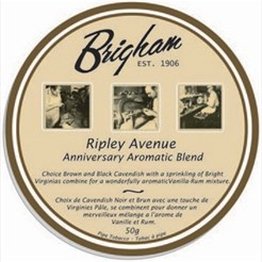 Brigham
EST. 1906
Ripley Avenue
Anniversary Aromatic Blend
Choice Brown and Black Cavendish with a sprinkling of Bright
Virginias combine for a wonderfully aromaticVanilla-Rum mixture.
Choix de Cavendish Noir et Brun avec une touche de
Virginies Pâle, se combinent pour donner un
merveilleux mélange a l'arome de
Vanille et Rum.
50g
Pipe Tobacco - Tabac à pipe